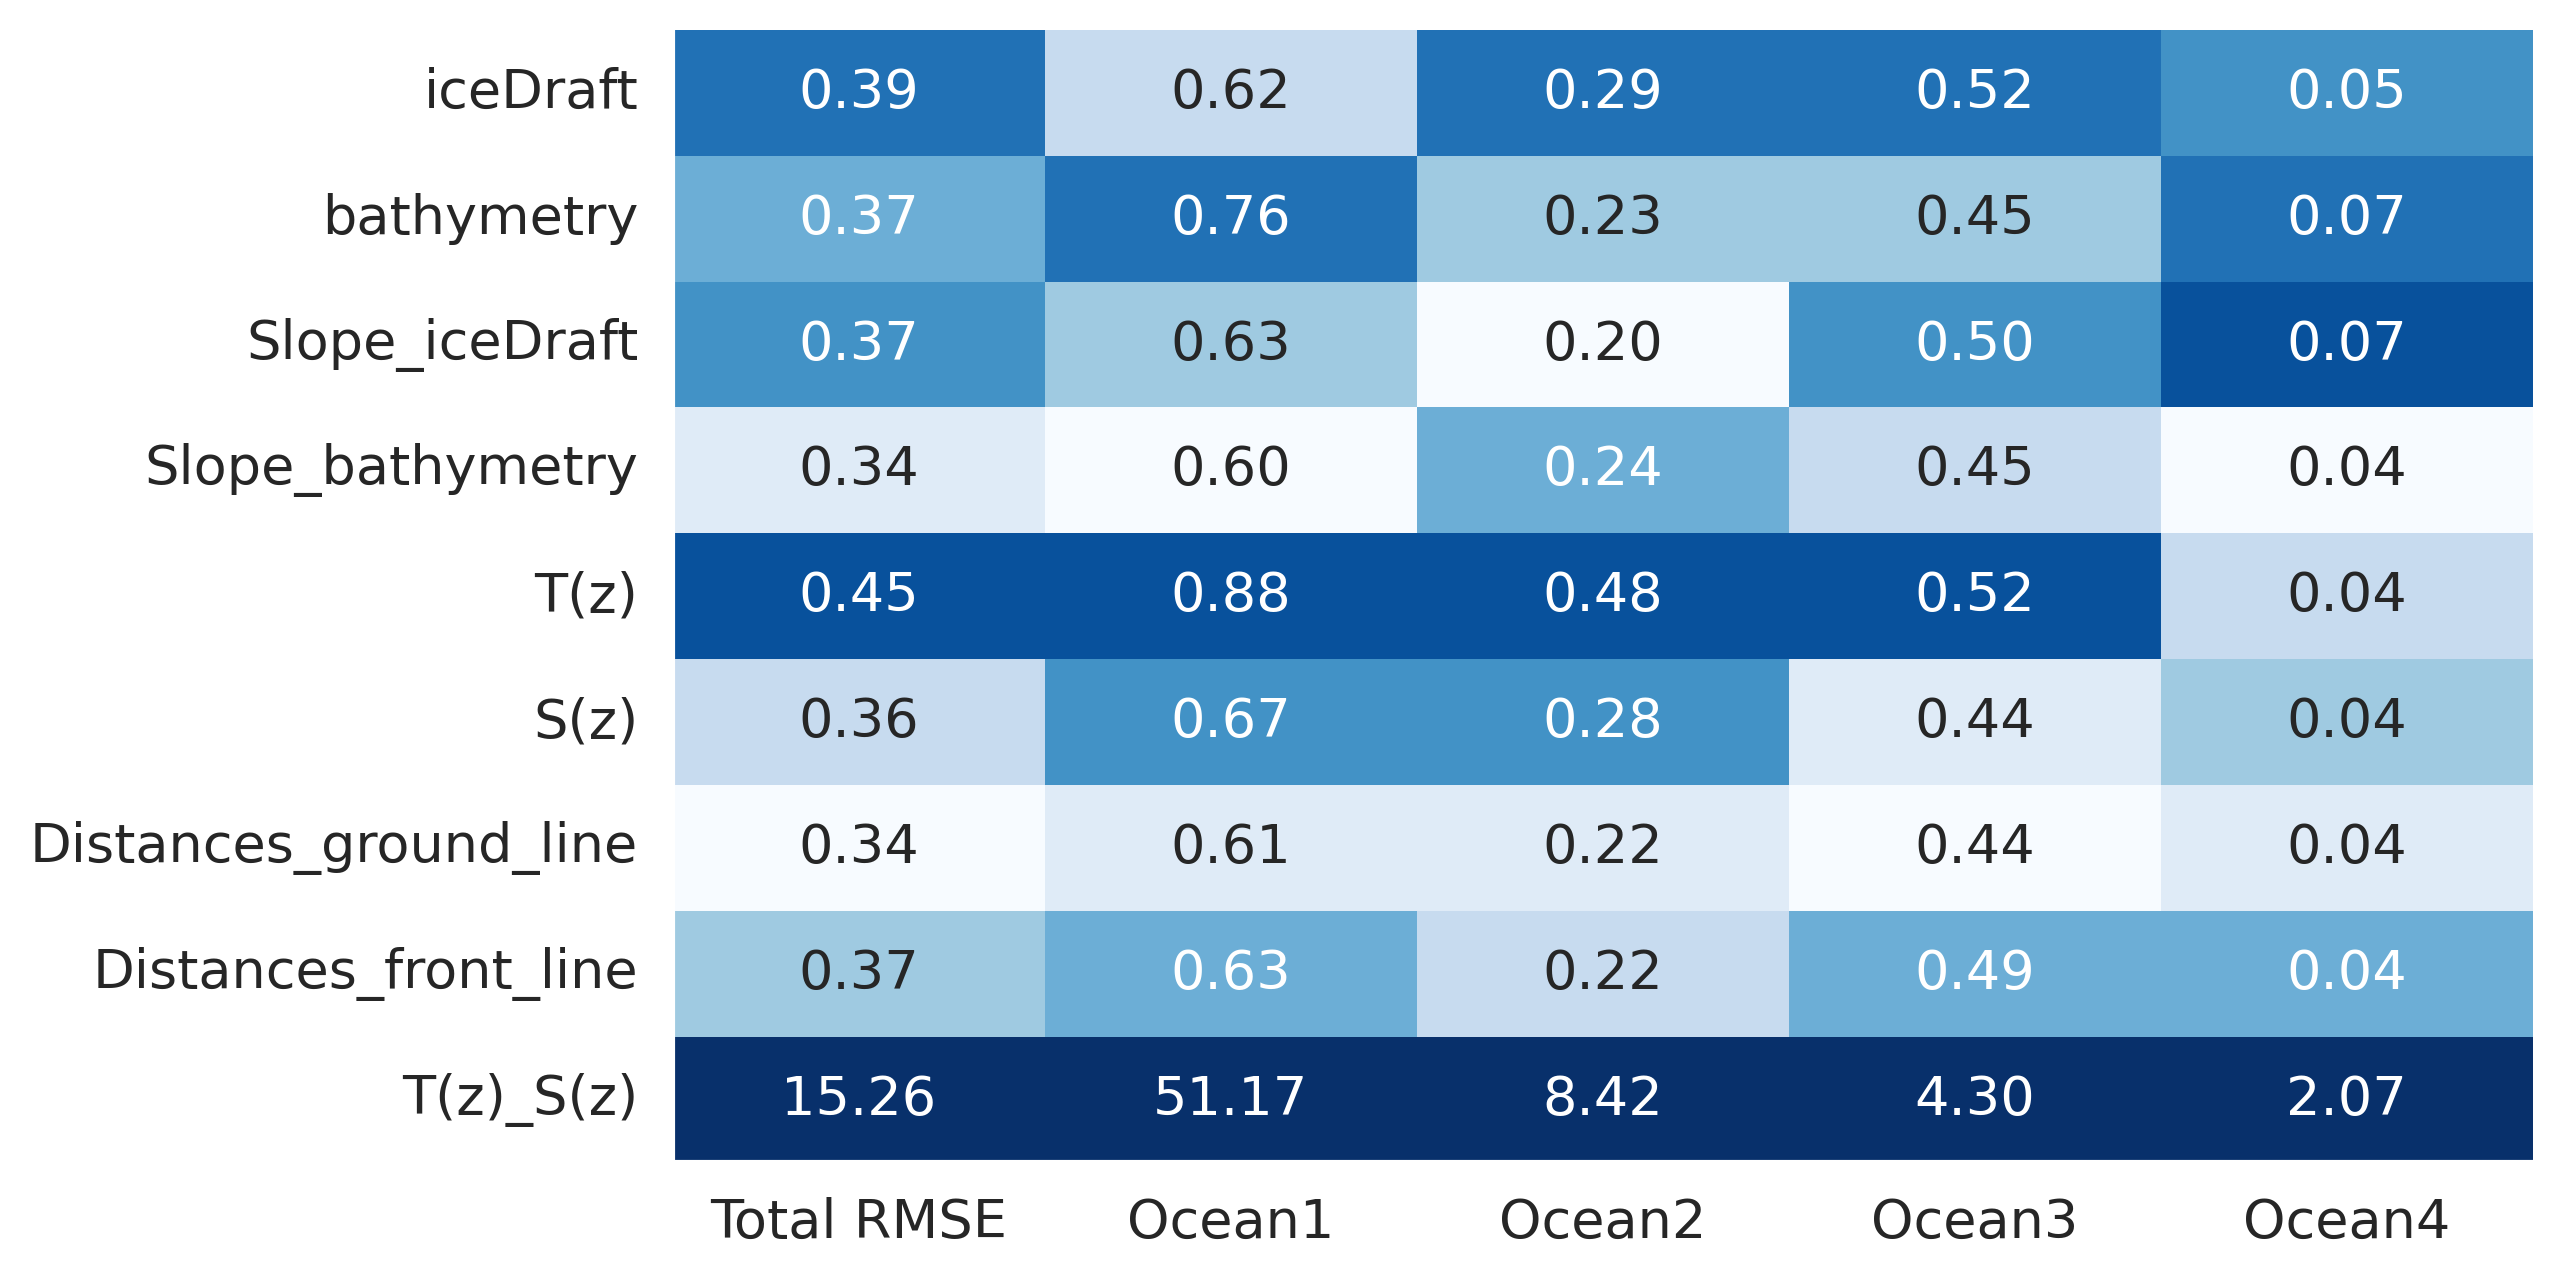 iceDraft 0.39 0.62 0.29 0.52 0.05
bathymetry 0.37 0.76 0.23 0.45 0.07
Slope_iceDraft 0.37 0.63 0.20 0.50 0.07
Slope_bathymetry 0.34 0.60 0.24 0.45 0.04
T(z) 0.45 0.88 0.48 0.52 0.04
S(z) 0.36 0.67 0.28 0.44 0.04
Distances_ground_line 0.34 0.61 0.22 0.44 0.04
Distances_front_line 0.37 0.63 0.22 0.49 0.04
T(z)_S(z) 15.26 51.17 8.42 4.30 2.07
Total RMSE Ocean1 Ocean2 Ocean3 Ocean4